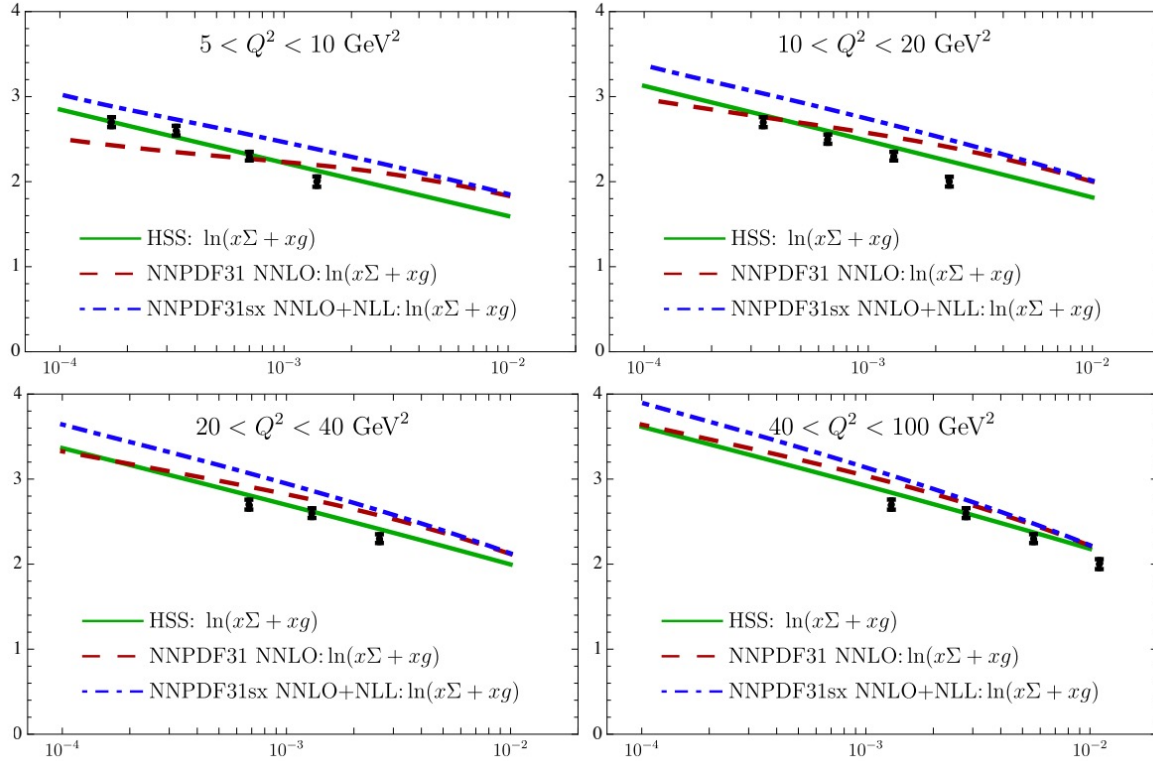 4
3
2
1
0
5 < Q² < 10 GeV²
HSS: ln(xΣ + xg)
NNPDF31 NNLO: ln(xΣ + xg)
NNPDF31sx NNLO+NLL: ln(xΣ + xg)
10⁻⁴ 10⁻³ 10⁻²
4
3
2
1
0
10 < Q² < 20 GeV²
HSS: ln(xΣ + xg)
NNPDF31 NNLO: ln(xΣ + xg)
NNPDF31sx NNLO+NLL: ln(xΣ + xg)
10⁻⁴ 10⁻³ 10⁻²
4
3
2
1
0
20 < Q² < 40 GeV²
HSS: ln(xΣ + xg)
NNPDF31 NNLO: ln(xΣ + xg)
NNPDF31sx NNLO+NLL: ln(xΣ + xg)
10⁻⁴ 10⁻³ 10⁻²
4
3
2
1
0
40 < Q² < 100 GeV²
HSS: ln(xΣ + xg)
NNPDF31 NNLO: ln(xΣ + xg)
NNPDF31sx NNLO+NLL: ln(xΣ + xg)
10⁻⁴ 10⁻³ 10⁻²